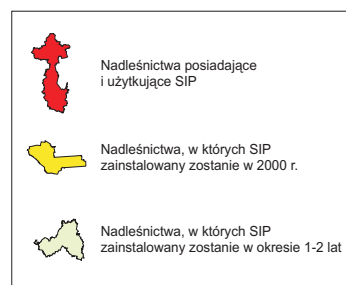 Nadleśnictwa posiadające
i użytkujące SIP
Nadleśnictwa, w których SIP
zainstalowany zostanie w 2000 r.
Nadleśnictwa, w których SIP
zainstalowany zostanie w okresie 1-2 lat